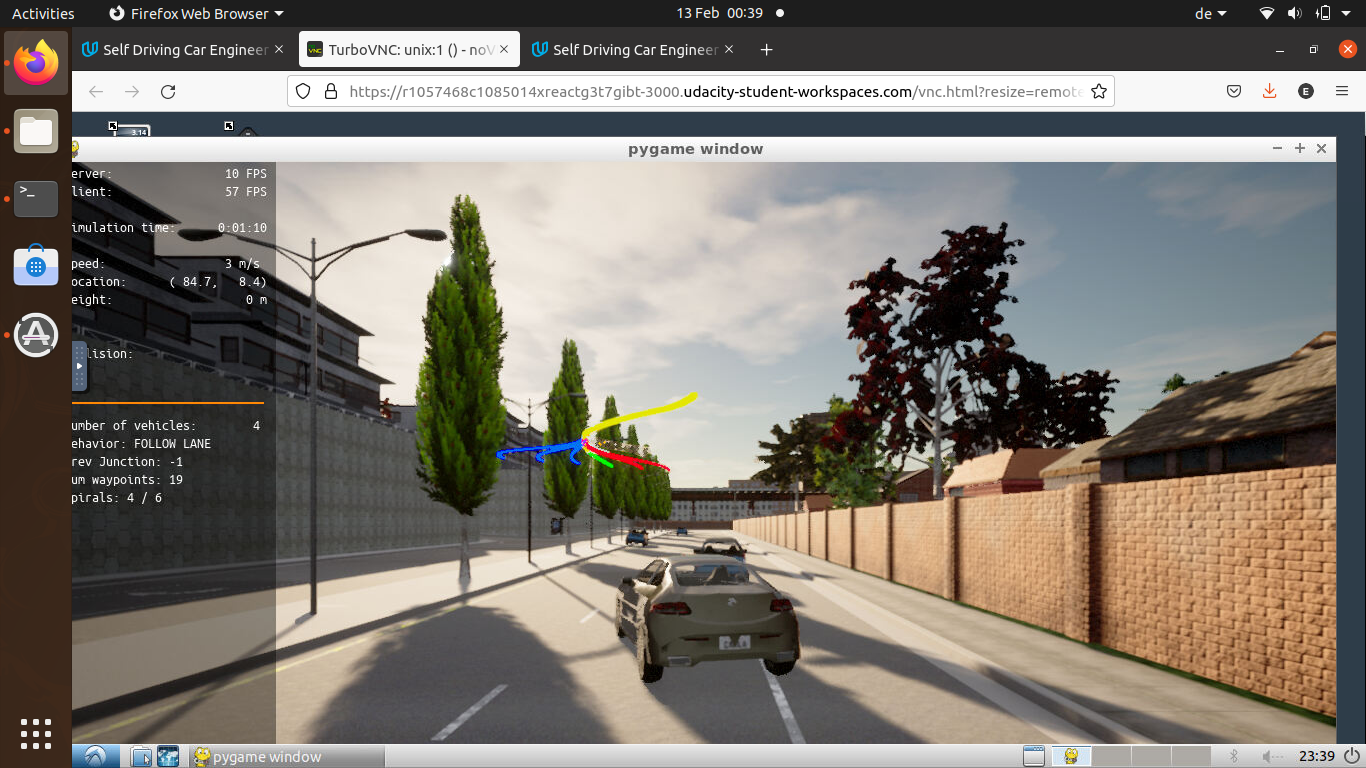 Activities Firefox Web Browser 13 Feb 00:39 de
Self Driving Car Engineer TurboVNC: unix:1 () - noV Self Driving Car Engineer
https://r1057468c1085014xreactg3t7gibt-3000.udacity-student-workspaces.com/vnc.html?resize=remote
3.14
pygame window
erver: 10 FPS
lient: 57 FPS
imulation time: 0:01:10
peed: 3 m/s
ocation: ( 84.7, 8.4)
eight: 0 m
lision:
umber of vehicles: 4
ehavior: FOLLOW LANE
rev Junction: -1
um waypoints: 19
pirals: 4 / 6
pygame window 23:39